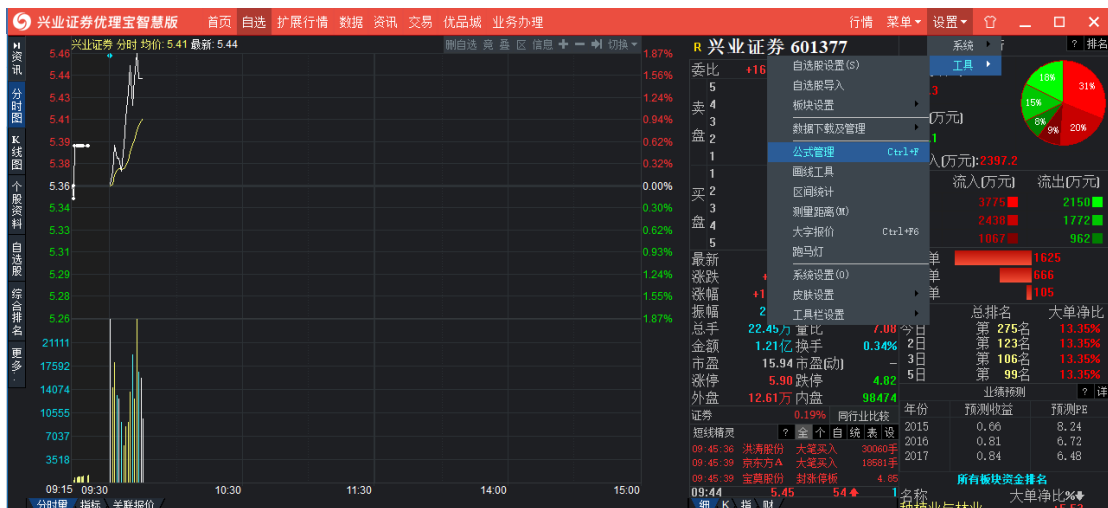 兴业证券优理宝智慧版 首页 自选 扩展行情 数据 资讯 交易 优品城 业务办理 行情 菜单 设置
资讯
分时图
K线图
个股资料
自选股
综合排名
更多
兴业证券 分时 均价: 5.41 最新: 5.44
删自选 竞 叠 区 信息 切换
5.46 1.87%
5.44 1.56%
5.43 1.24%
5.41 0.94%
5.39 0.62%
5.38 0.32%
5.36 0.00%
5.34 0.30%
5.33 0.62%
5.31 0.93%
5.29 1.24%
5.28 1.55%
5.26 1.87%
21111
17592
14074
10555
7037
3518
09:15 09:30 10:30 11:30 14:00 15:00
分时里 指标 关联报价
R 兴业证券 601377
委比 +16
卖盘
5
4
3
2
1
买盘
1
2
3
4
5
最新
涨跌
涨幅 +1
振幅 2
总手 22.45万 量比 7.08
金额 1.21亿 换手 0.34%
市盈 15.94 市盈(动) –
涨停 5.90 跌停 4.82
外盘 12.61万 内盘 98474
证券 0.19% 同行业比较
短线精灵 ? 全 个 自 统 表 设
09:45:36 洪涛股份 大笔买入 30060手
09:45:39 京东方A 大笔买入 18581手
09:45:39 宝莫股份 封涨停板 4.85
09:44 5.45 54 1
细 K 指 财
系统
工具
自选股设置(S)
自选股导入
板块设置
数据下载及管理
公式管理 Ctrl+F
画线工具
区间统计
测量距离(M)
大字报价 Ctrl+F6
跑马灯
系统设置(O)
皮肤设置
工具栏设置
? 排名
18% 31%
15%
8% 9% 20%
万元)
入(万元):2397.2
流入(万元) 流出(万元)
3775 2150
2438 1772
1067 962
单 1625
单 666
单 105
总排名 大单净比
今日 第 275名 13.35%
2日 第 123名 13.35%
3日 第 106名 13.35%
5日 第 99名 13.35%
业绩预测 ? 详
年份 预测收益 预测PE
2015 0.66 8.24
2016 0.81 6.72
2017 0.84 6.48
所有板块资金排名
名称 大单净比%